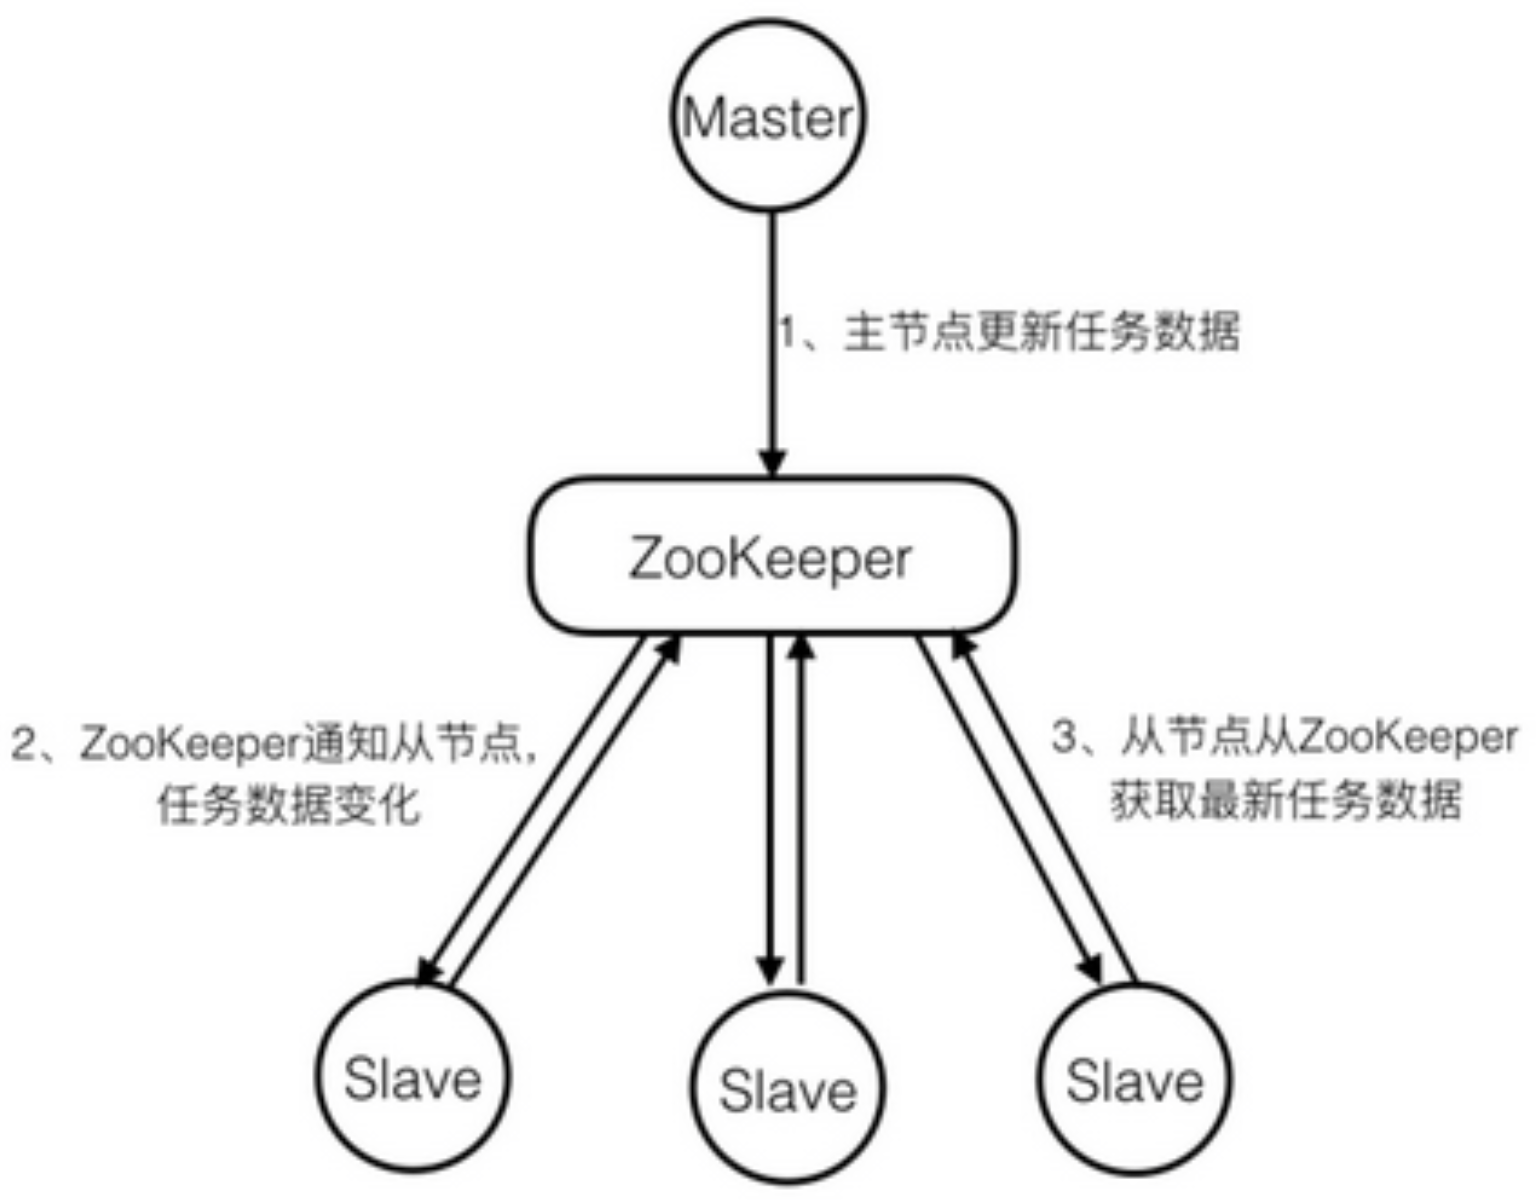 Master
1、主节点更新任务数据
ZooKeeper
2、ZooKeeper通知从节点,
任务数据变化
3、从节点从ZooKeeper
获取最新任务数据
Slave
Slave
Slave